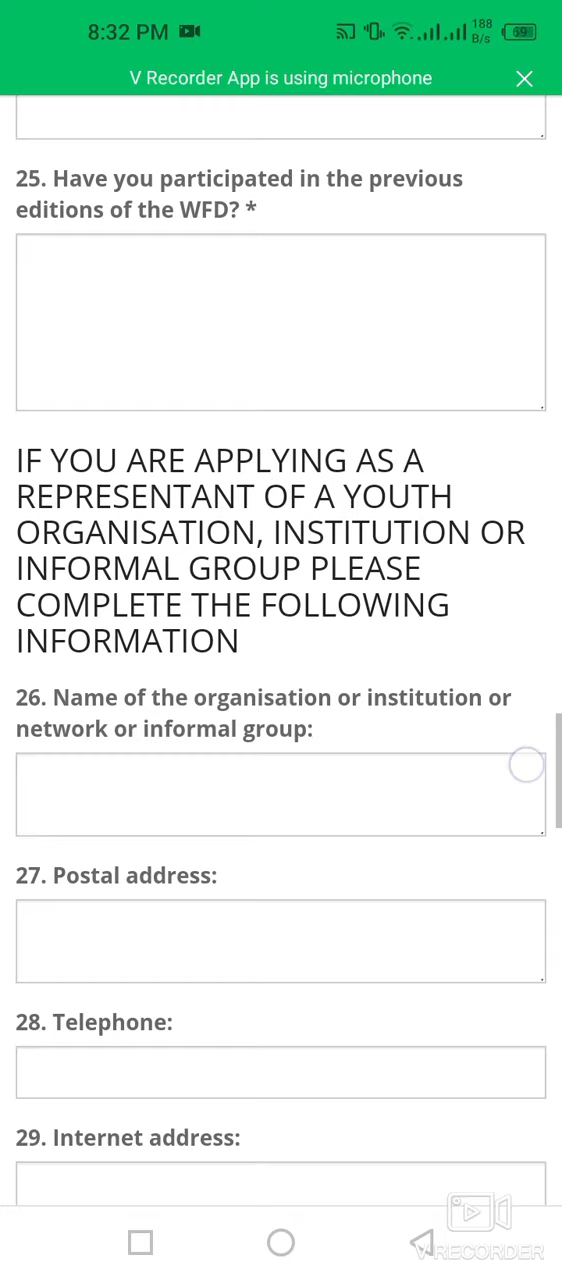 8:32 PM
188
B/s
19
V Recorder App is using microphone
25. Have you participated in the previous
editions of the WFD? *
IF YOU ARE APPLYING AS A
REPRESENTANT OF A YOUTH
ORGANISATION, INSTITUTION OR
INFORMAL GROUP PLEASE
COMPLETE THE FOLLOWING
INFORMATION
26. Name of the organisation or institution or
network or informal group:
27. Postal address:
28. Telephone:
29. Internet address:
VRECORDER